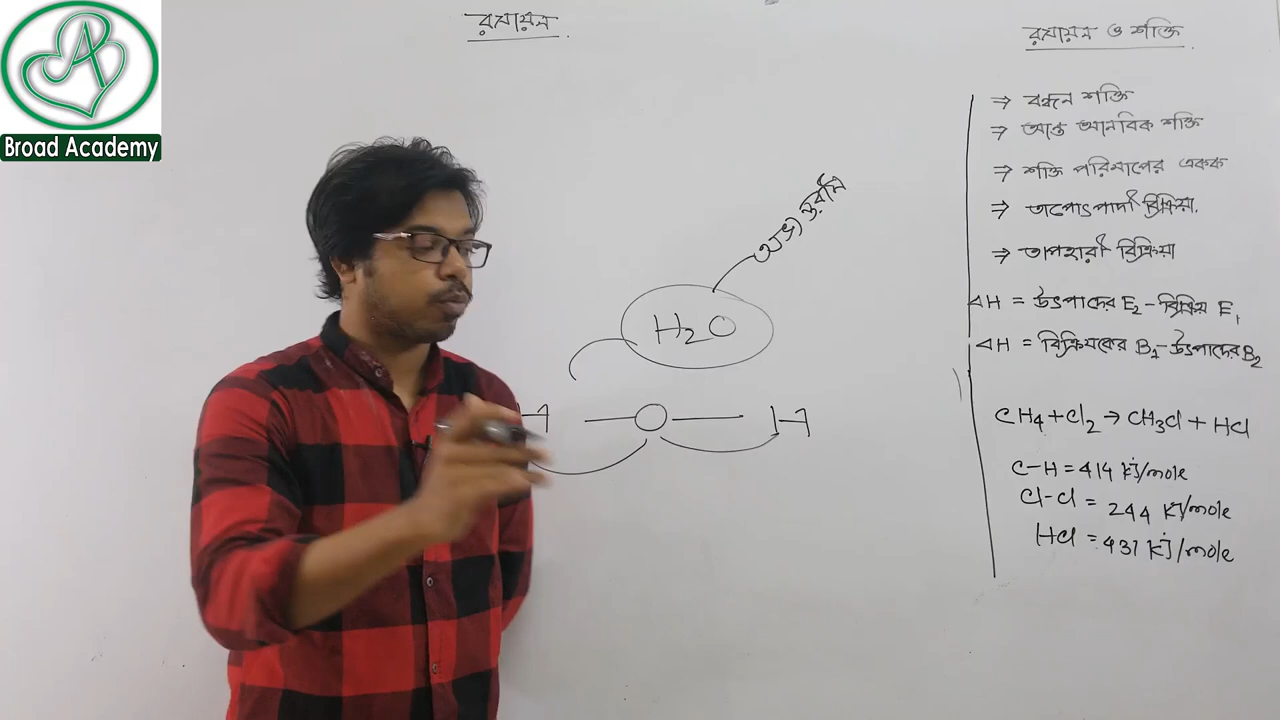 Broad Academy
রসায়ন
H2O
H — O — H
রসায়ন ও শক্তি
⇒ বন্ধন শক্তি
⇒ আন্ত আনবিক শক্তি
⇒ শক্তি পরিমাপের একক
⇒ তাপোৎপাদী বিক্রিয়া.
⇒ তাপহারী বিক্রিয়া
ΔH = উৎপাদের E2 - বিক্রিয় E1
ΔH = বিক্রিয়কের B1 - উৎপাদের B2
CH4 + Cl2 → CH3Cl + HCl
C-H = 414 KJ/mole
Cl-Cl = 244 KJ/mole
HCl = 431 KJ/mole